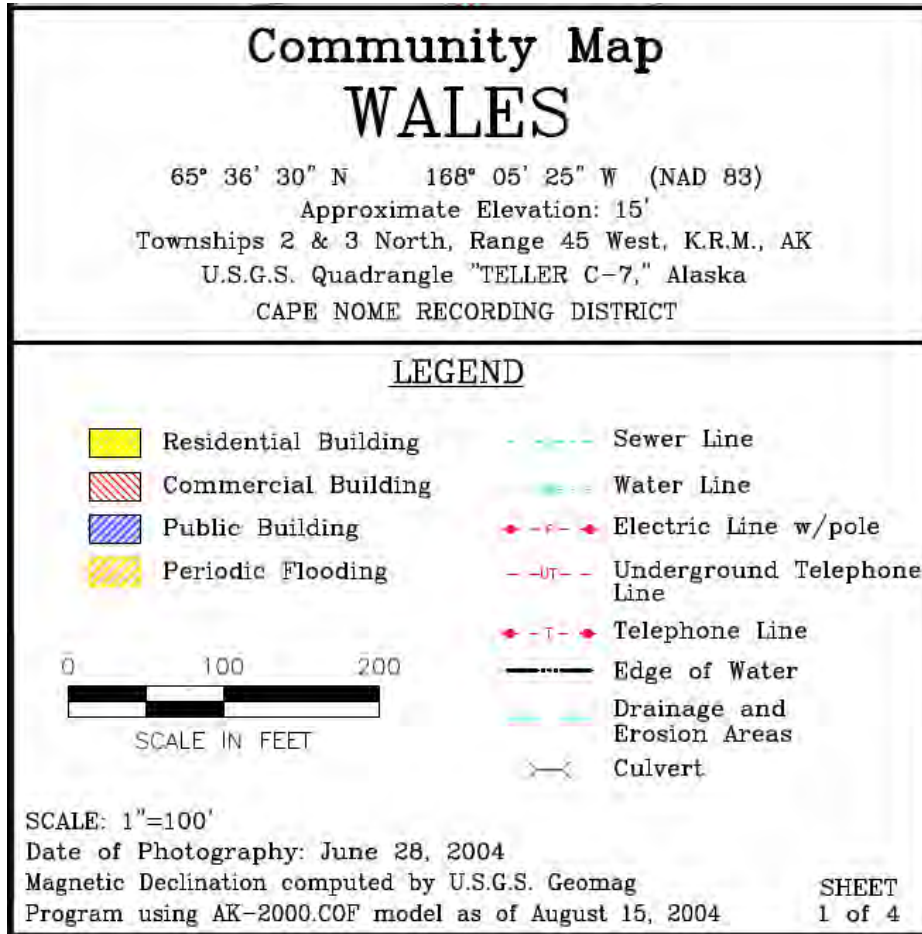 Community Map
WALES
65° 36' 30" N 168° 05' 25" W (NAD 83)
Approximate Elevation: 15'
Townships 2 & 3 North, Range 45 West, K.R.M., AK
U.S.G.S. Quadrangle "TELLER C-7," Alaska
CAPE NOME RECORDING DISTRICT
LEGEND
Residential Building
Commercial Building
Public Building
Periodic Flooding
Sewer Line
Water Line
Electric Line w/pole
UT
Underground Telephone
Line
T
Telephone Line
Edge of Water
Drainage and
Erosion Areas
Culvert
0 100 200
SCALE IN FEET
SCALE: 1"=100'
Date of Photography: June 28, 2004
Magnetic Declination computed by U.S.G.S. Geomag
Program using AK-2000.COF model as of August 15, 2004
SHEET
1 of 4